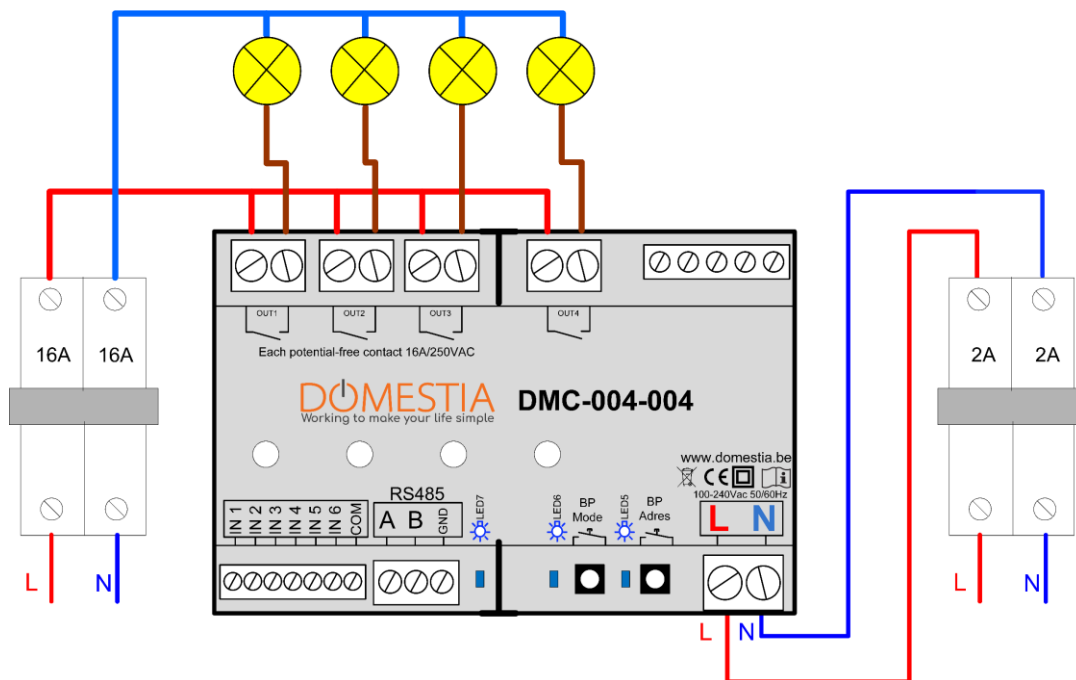 OUT1 OUT2 OUT3 OUT4
16A 16A
Each potential-free contact 16A/250VAC
2A 2A
DOMESTIA DMC-004-004
Working to make your life simple
www.domestia.be
CE
100-240Vac 50/60Hz
RS485
IN 1 IN 2 IN 3 IN 4 IN 5 IN 6 COM
A B GND
LED7
LED6
BP
Mode
LED5
BP
Adres
L N
L N
L N
L N